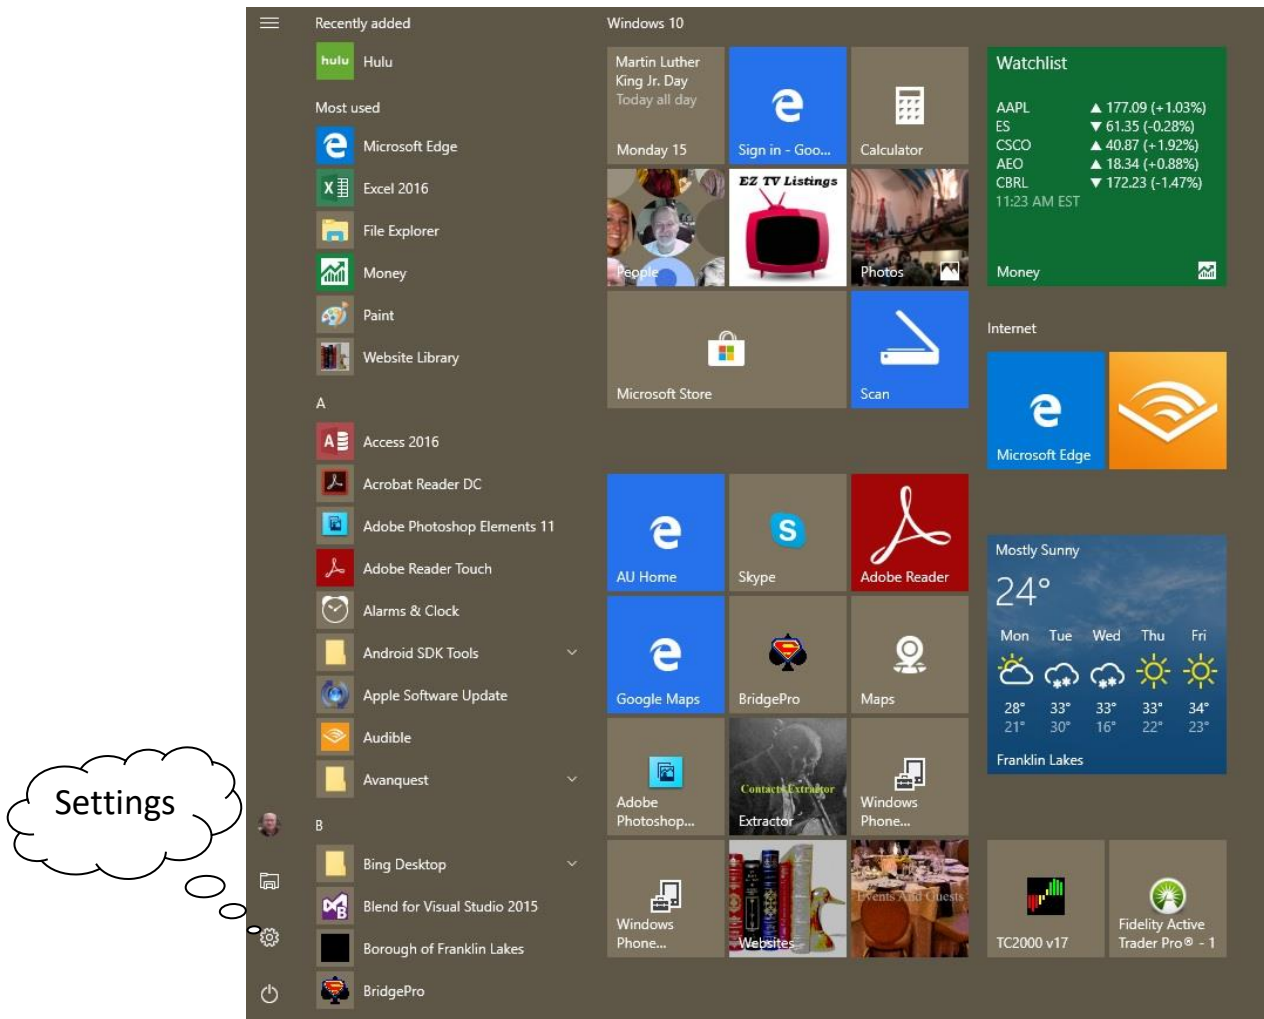 Settings
Recently added
hulu
Hulu
Most used
Microsoft Edge
Excel 2016
File Explorer
Money
Paint
Website Library
A
Access 2016
Acrobat Reader DC
Adobe Photoshop Elements 11
Adobe Reader Touch
Alarms & Clock
Android SDK Tools
Apple Software Update
Audible
Avanquest
B
Bing Desktop
Blend for Visual Studio 2015
Borough of Franklin Lakes
BridgePro
Windows 10
Martin Luther
King Jr. Day
Today all day
Monday 15
Sign in - Goo...
Calculator
People
EZ TV Listings
Photos
Microsoft Store
Scan
AU Home
Skype
Adobe Reader
Google Maps
BridgePro
Maps
Adobe
Photoshop...
Contacts Extractor
Extractor
Windows
Phone...
Windows
Phone...
Websites
Events And Guests
Watchlist
AAPL ▲ 177.09 (+1.03%)
ES ▼ 61.35 (-0.28%)
CSCO ▲ 40.87 (+1.92%)
AEO ▲ 18.34 (+0.88%)
CBRL ▼ 172.23 (-1.47%)
11:23 AM EST
Money
Internet
Microsoft Edge
Mostly Sunny
24°
Mon Tue Wed Thu Fri
28° 33° 33° 33° 34°
21° 30° 16° 22° 23°
Franklin Lakes
TC2000 v17
Fidelity Active
Trader Pro® - 1